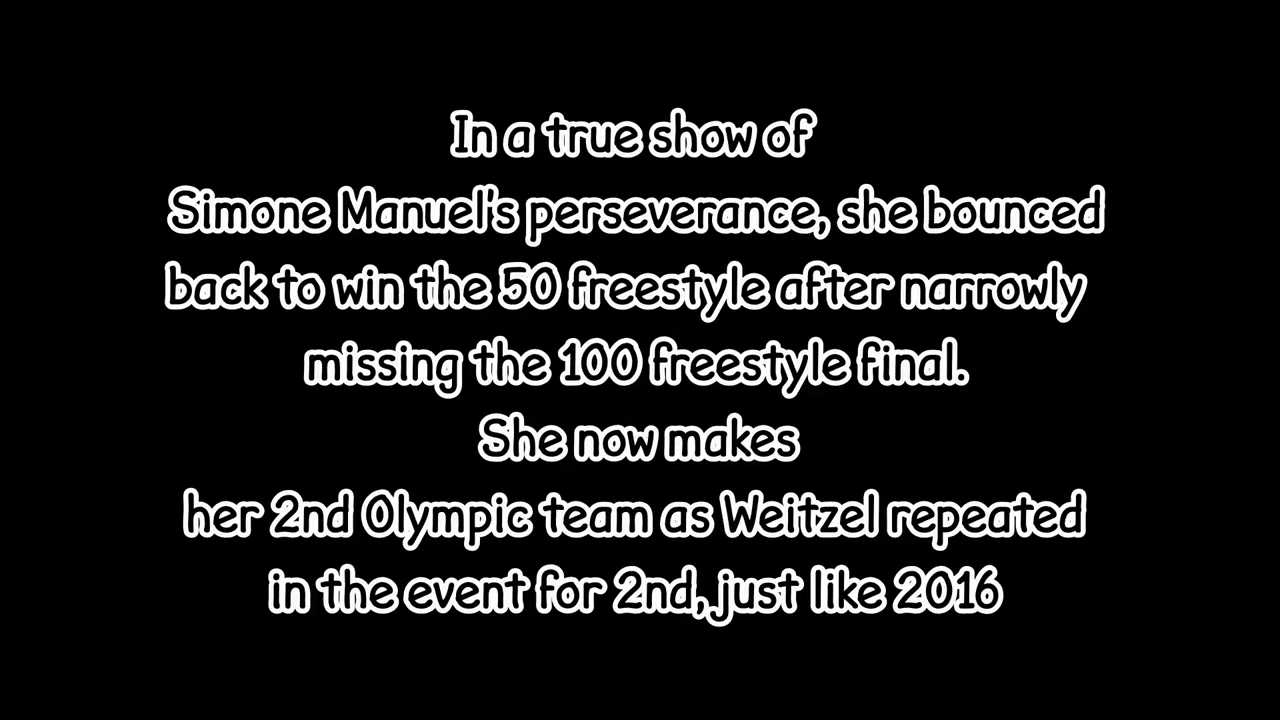 In a true show of
Simone Manuel's perseverance, she bounced
back to win the 50 freestyle after narrowly
missing the 100 freestyle final.
She now makes
her 2nd Olympic team as Weitzel repeated
in the event for 2nd, just like 2016